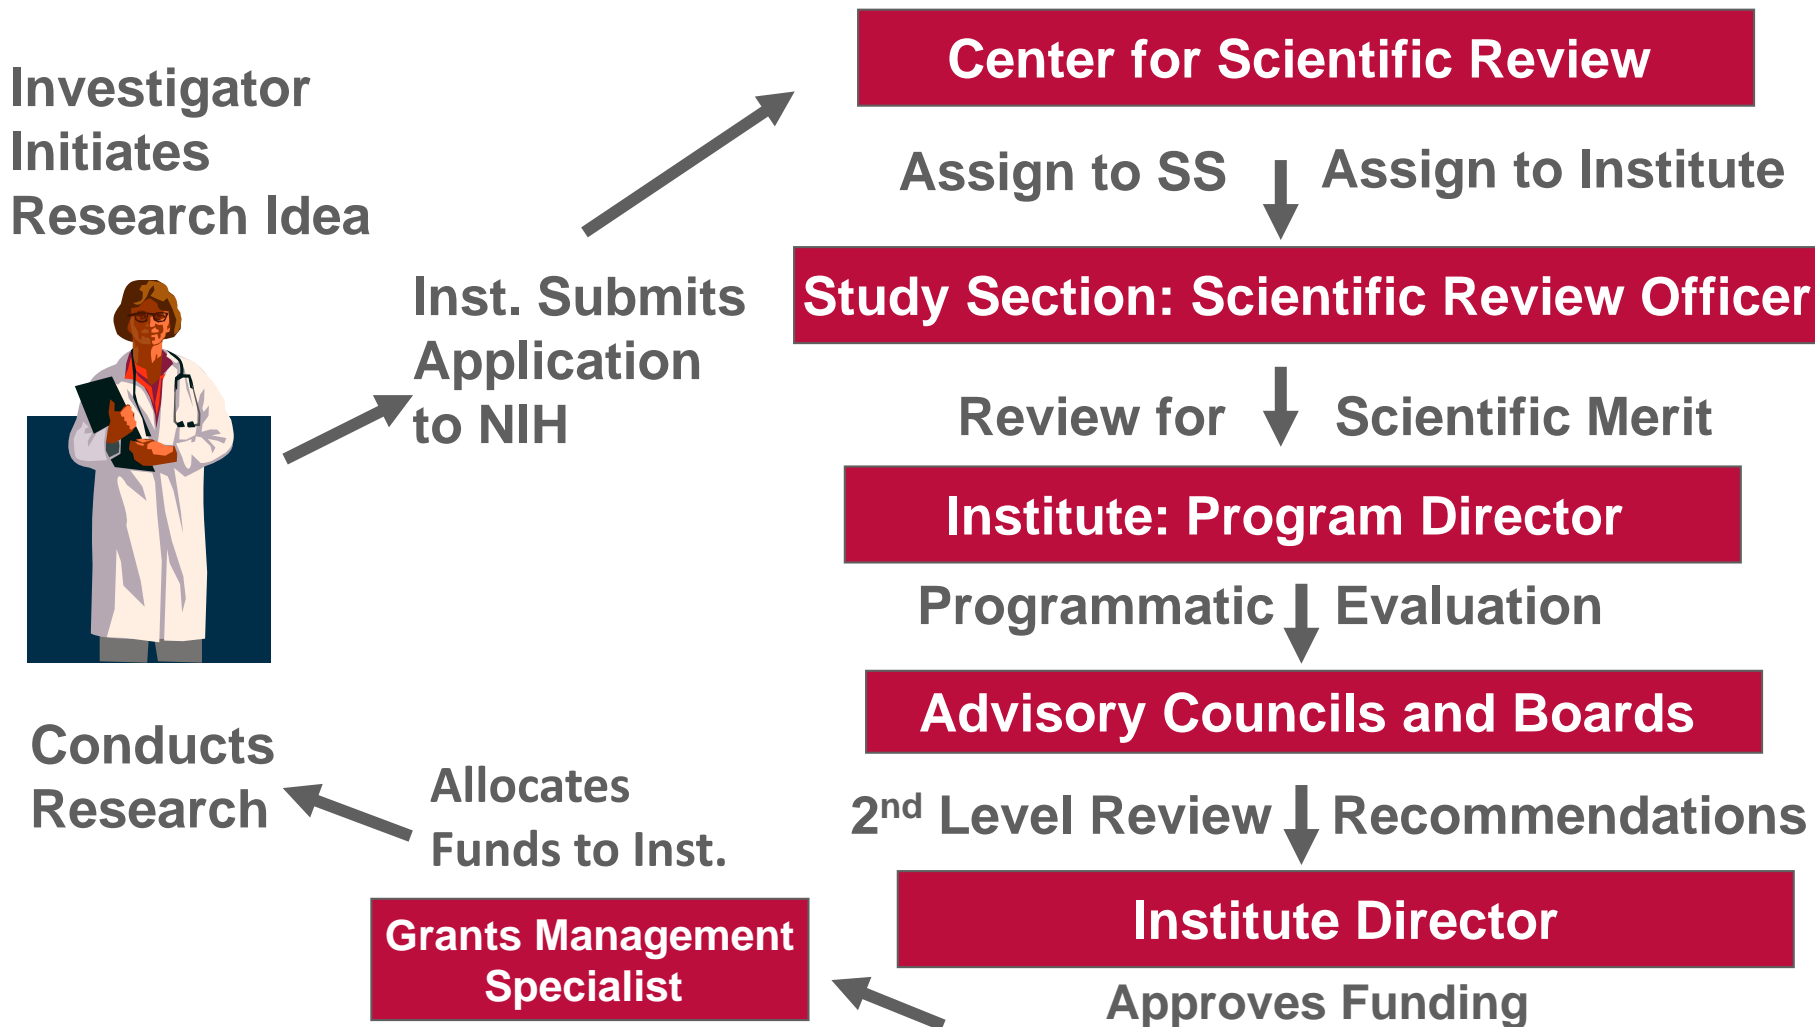 Investigator
Initiates
Research Idea
Inst. Submits
Application
to NIH
Center for Scientific Review
Assign to SS
Assign to Institute
Study Section: Scientific Review Officer
Review for
Scientific Merit
Institute: Program Director
Programmatic
Evaluation
Advisory Councils and Boards
2nd Level Review
Recommendations
Institute Director
Approves Funding
Grants Management
Specialist
Allocates
Funds to Inst.
Conducts
Research